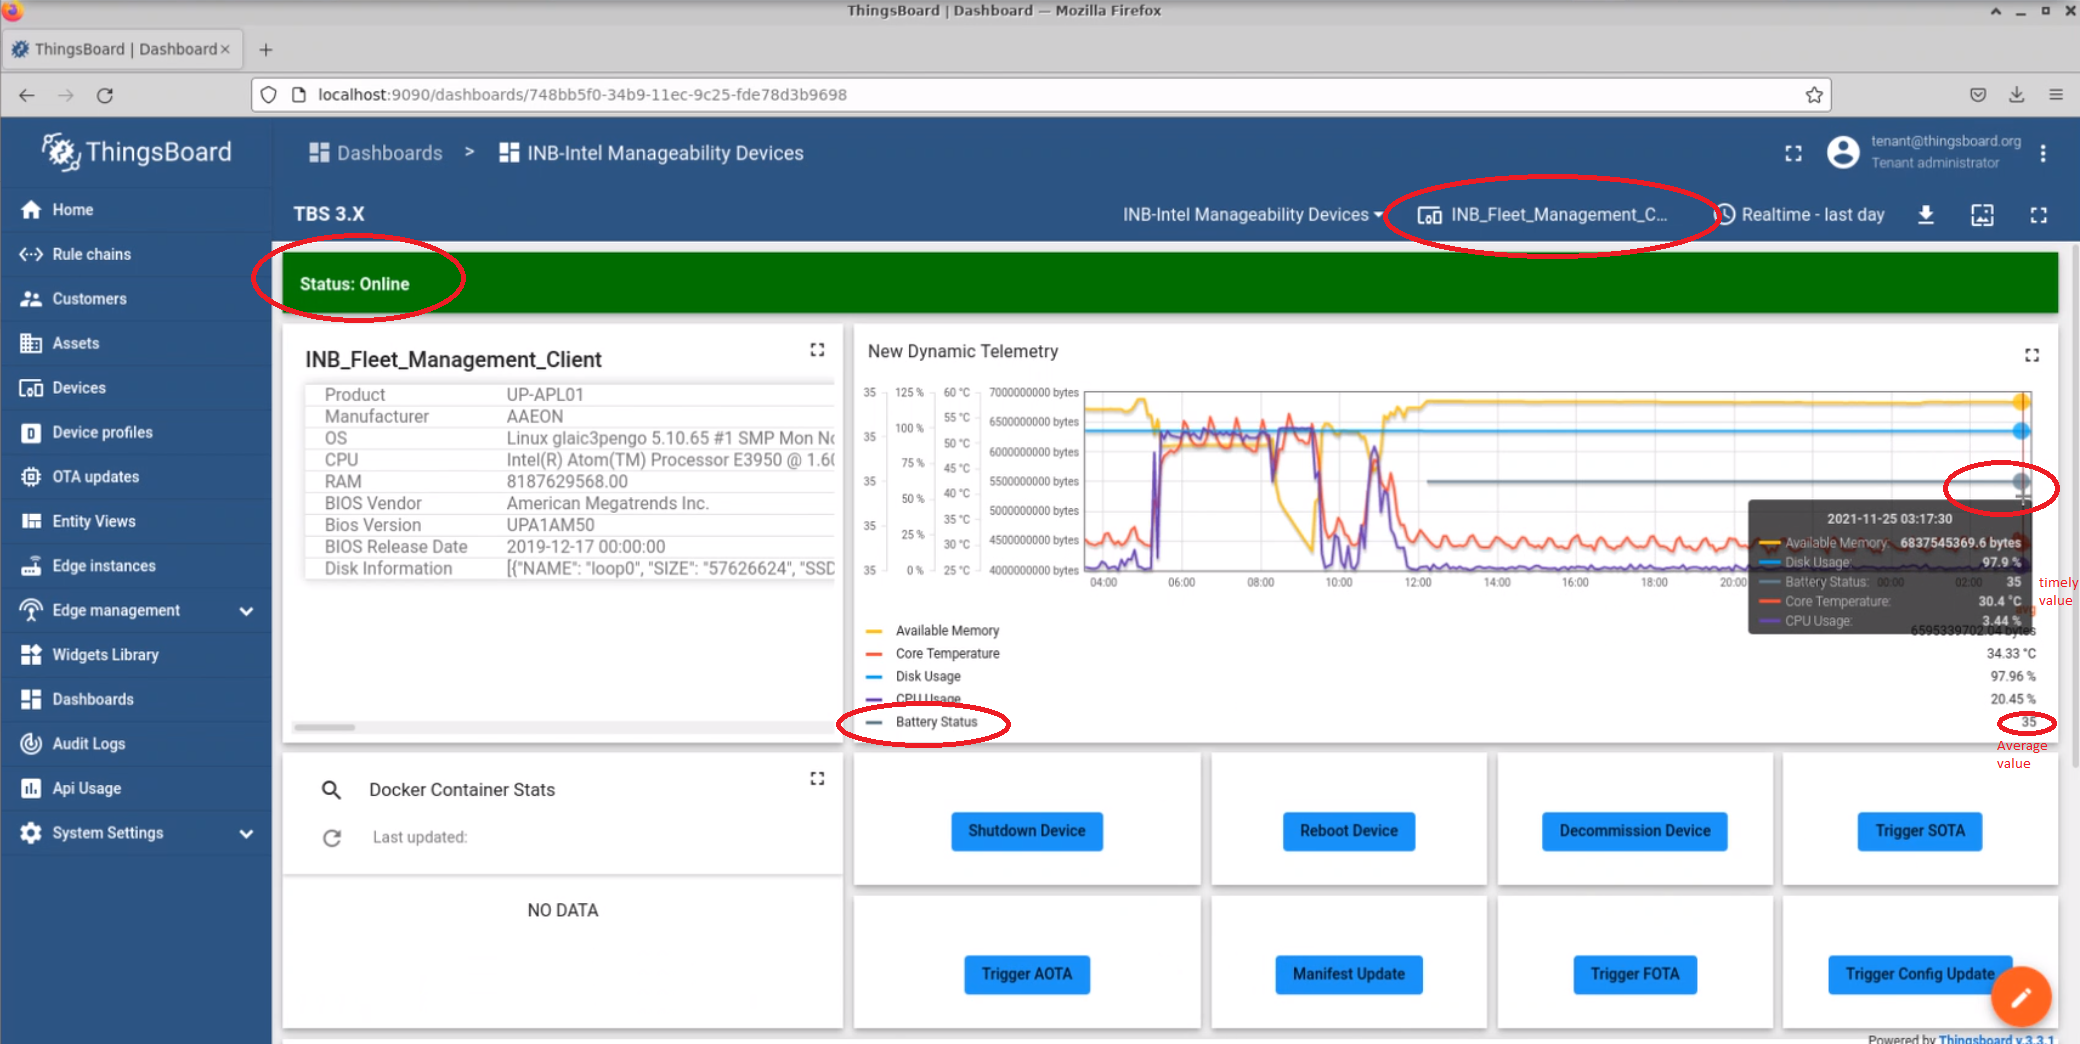 ThingsBoard | Dashboard — Mozilla Firefox
ThingsBoard | Dashboard
localhost:9090/dashboards/748bb5f0-34b9-11ec-9c25-fde78d3b9698
ThingsBoard
Dashboards > INB-Intel Manageability Devices
tenant@thingsboard.org
Tenant administrator
TBS 3.X
INB-Intel Manageability Devices
INB_Fleet_Management_C...
Realtime - last day
Home
Rule chains
Customers
Assets
Devices
Device profiles
OTA updates
Entity Views
Edge instances
Edge management
Widgets Library
Dashboards
Audit Logs
Api Usage
System Settings
Status: Online
INB_Fleet_Management_Client
Product UP-APL01
Manufacturer AAEON
OS Linux glaic3pengo 5.10.65 #1 SMP Mon No
CPU Intel(R) Atom(TM) Processor E3950 @ 1.60
RAM 8187629568.00
BIOS Vendor American Megatrends Inc.
Bios Version UPA1AM50
BIOS Release Date 2019-12-17 00:00:00
Disk Information [{"NAME": "loop0", "SIZE": "57626624", "SSD
New Dynamic Telemetry
35 125 % 60 °C 7000000000 bytes
55 °C
35 100 % 6500000000 bytes
50 °C
6000000000 bytes
75 % 45 °C
35 5500000000 bytes
50 % 40 °C
5000000000 bytes
35 35 °C
25 % 30 °C 4500000000 bytes
35 0 % 25 °C 4000000000 bytes
04:00 06:00 08:00 10:00 12:00 14:00 16:00 18:00 20:00 00:00 02:00
2021-11-25 03:17:30
Available Memory: 6837545369.6 bytes
Disk Usage: 97.9 %
Battery Status: 35
Core Temperature: 30.4 °C
CPU Usage: 3.44 %
timely
value
avg
Available Memory 6595339702.04 bytes
Core Temperature 34.33 °C
Disk Usage 97.96 %
CPU Usage 20.45 %
Battery Status 35
Average
value
Docker Container Stats
Last updated:
NO DATA
Shutdown Device
Reboot Device
Decommission Device
Trigger SOTA
Trigger AOTA
Manifest Update
Trigger FOTA
Trigger Config Update
Powered by Thingsboard v.3.3.1